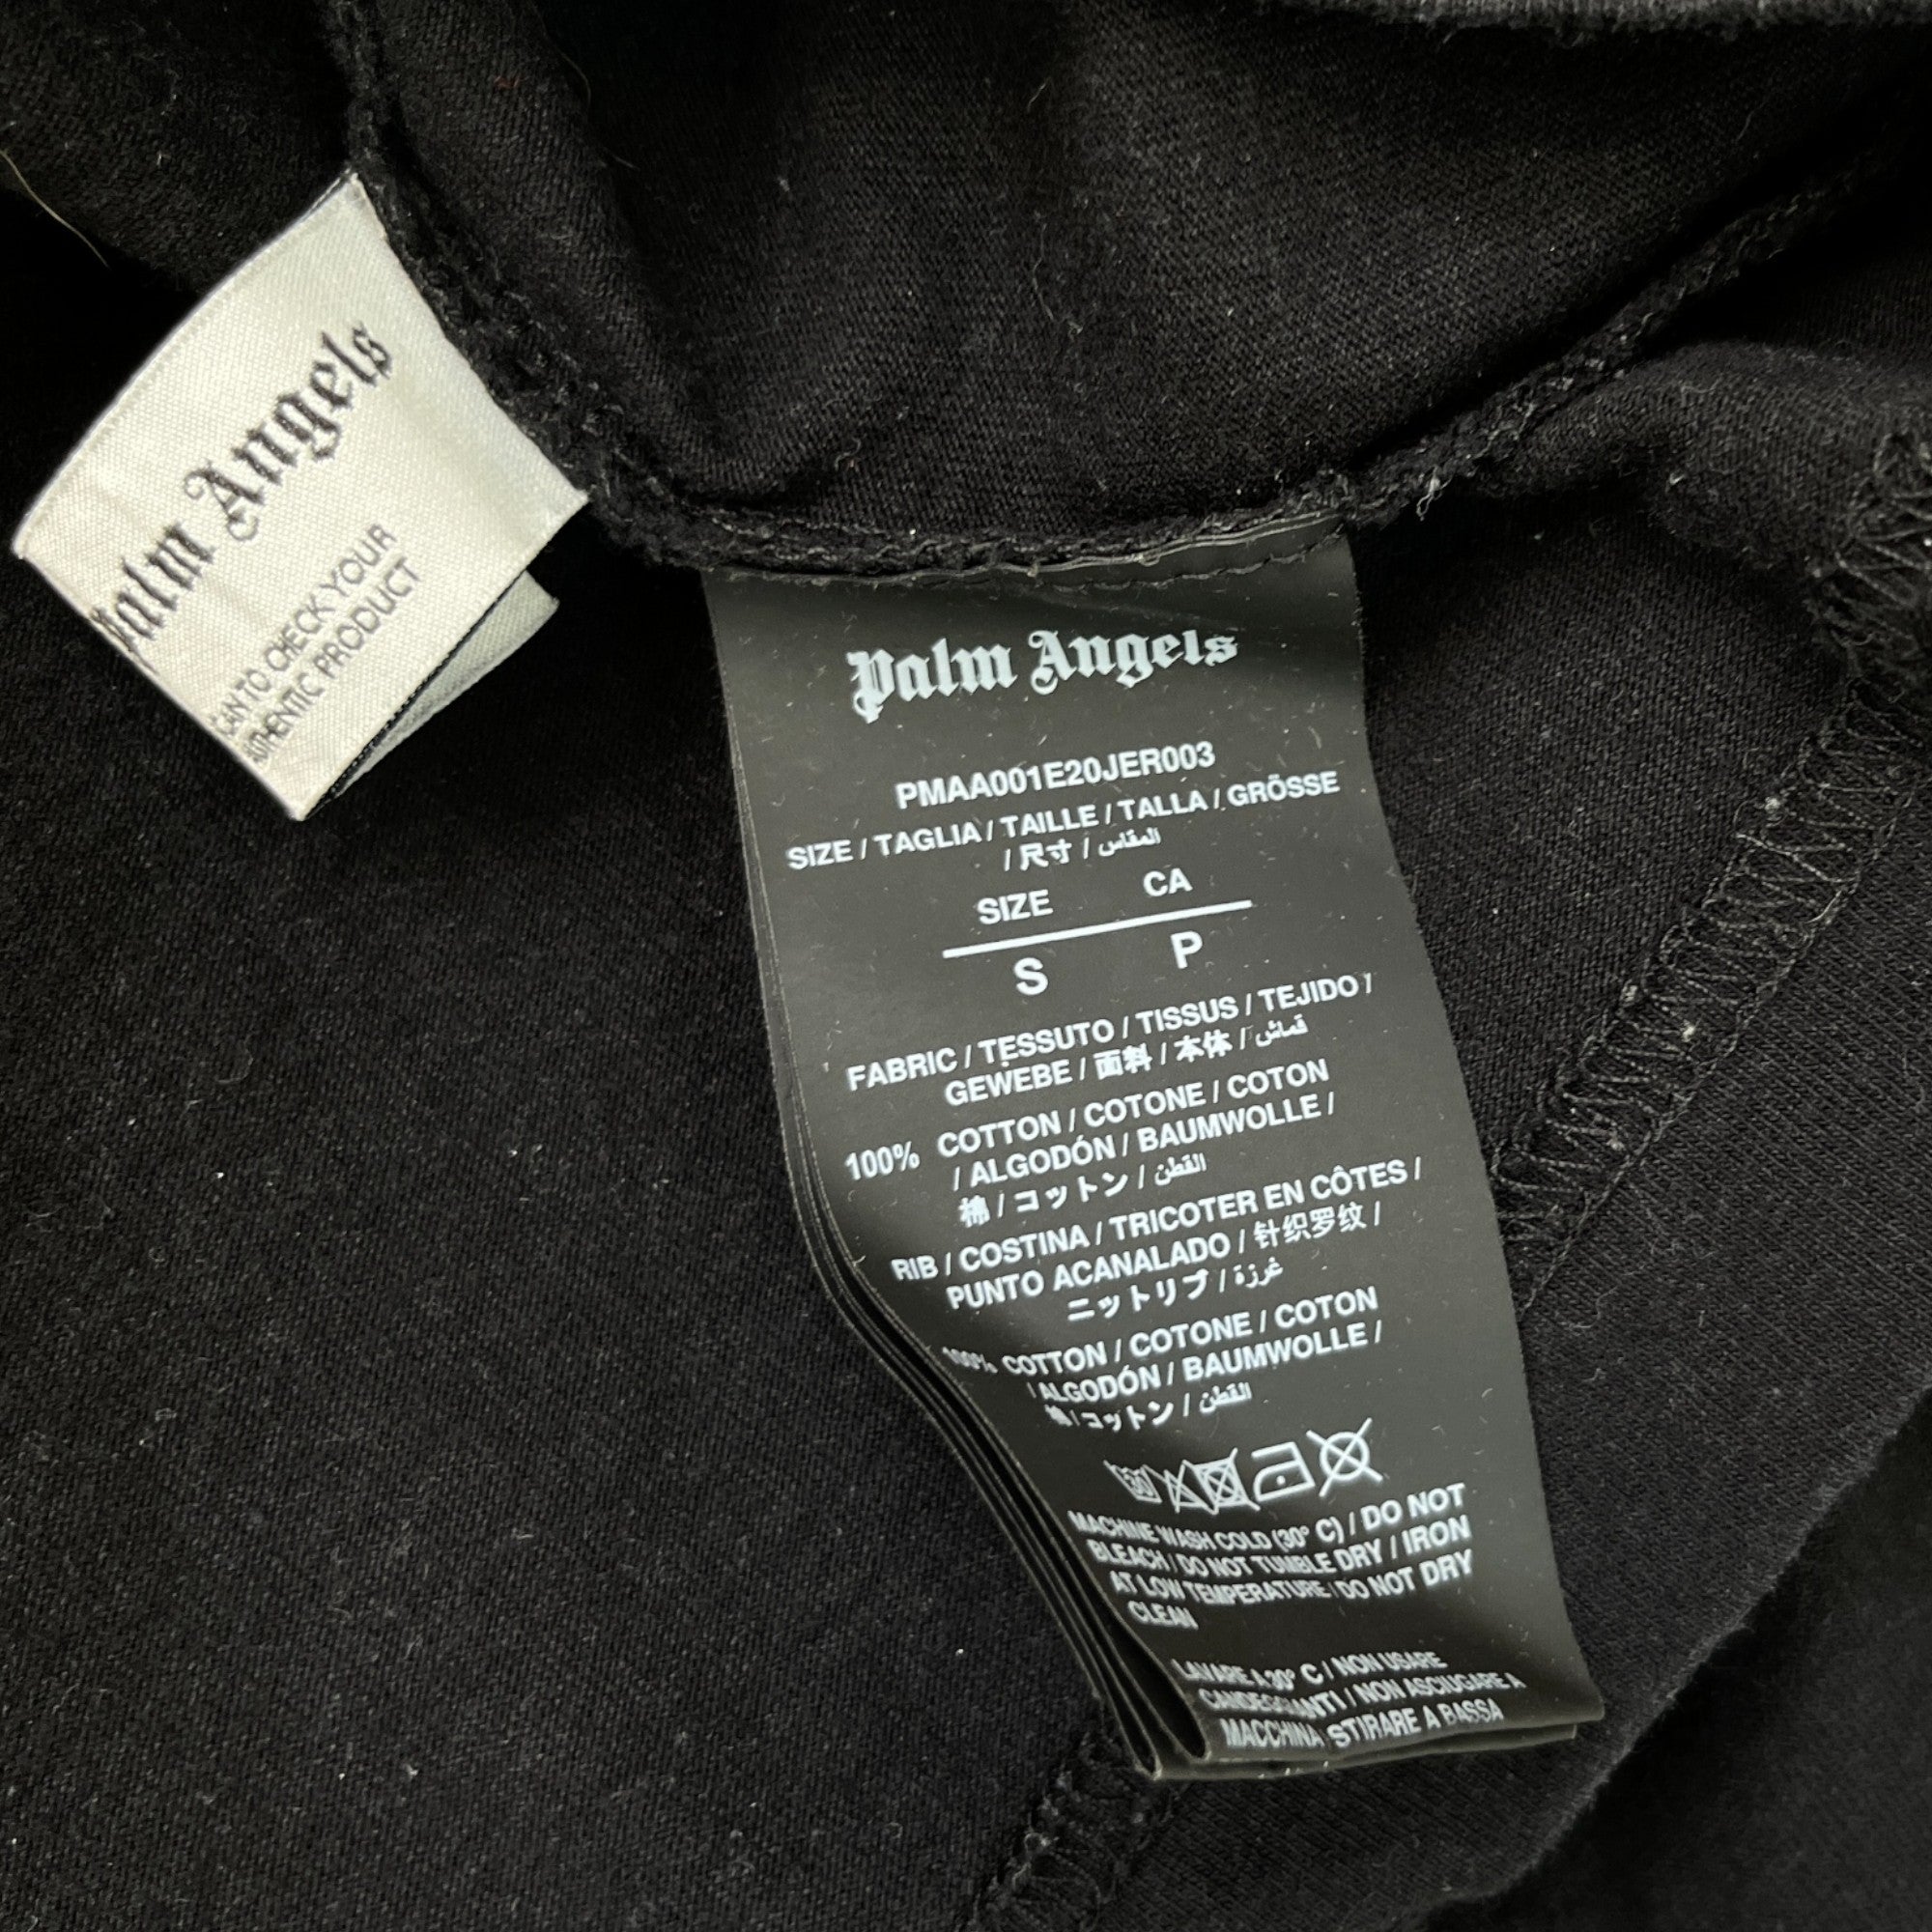 Palm Angels
SCAN TO CHECK YOUR
AUTHENTIC PRODUCT
Palm Angels
PMAA001E20JER003
SIZE / TAGLIA / TAILLE / TALLA / GRÖSSE
/ 尺寸 / المقاس
SIZE CA
S P
FABRIC / TESSUTO / TISSUS / TEJIDO /
GEWEBE / 面料 / 本体 / قماش
100% COTTON / COTONE / COTON
/ ALGODÓN / BAUMWOLLE /
棉 / コットン / القطن
RIB / COSTINA / TRICOTER EN CÔTES /
PUNTO ACANALADO / 针织罗纹 /
ニットリブ / غرزة
100% COTTON / COTONE / COTON
/ ALGODÓN / BAUMWOLLE /
棉 / コットン / القطن
30
MACHINE WASH COLD (30° C) / DO NOT
BLEACH / DO NOT TUMBLE DRY / IRON
AT LOW TEMPERATURE / DO NOT DRY
CLEAN
LAVARE A 30° C / NON USARE
CANDEGGIANTI / NON ASCIUGARE A
MACCHINA STIRARE A BASSA